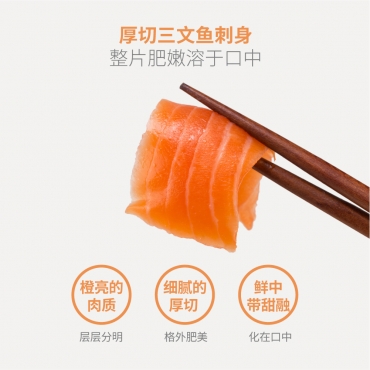 厚切三文鱼刺身
整片肥嫩溶于口中
橙亮的
肉质
细腻的
厚切
鲜中
带甜融
层层分明
格外肥美
化在口中